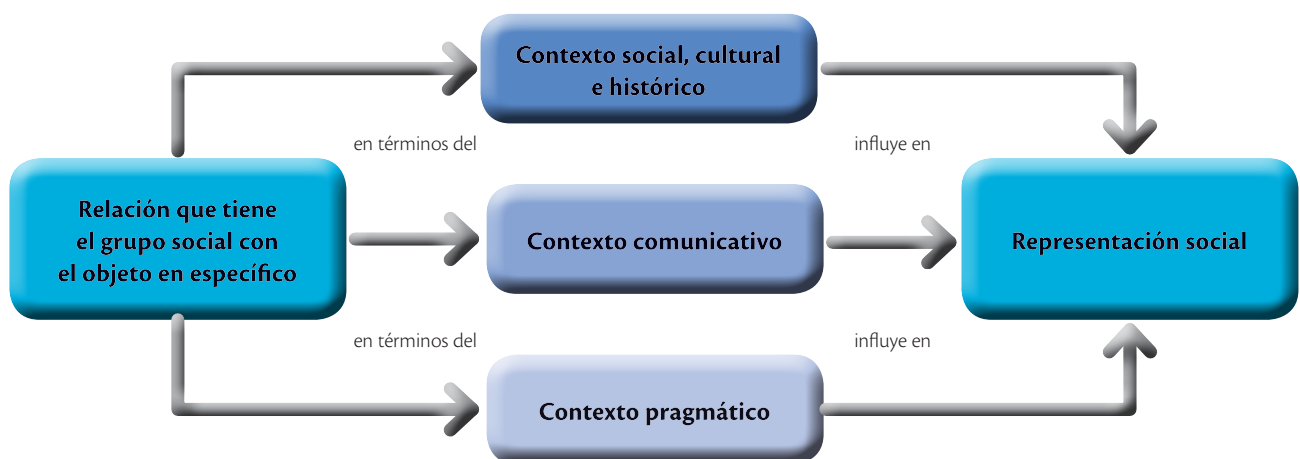 Contexto social, cultural
e histórico
en términos del
influye en
Relación que tiene
el grupo social con
el objeto en específico
Contexto comunicativo
Representación social
en términos del
influye en
Contexto pragmático